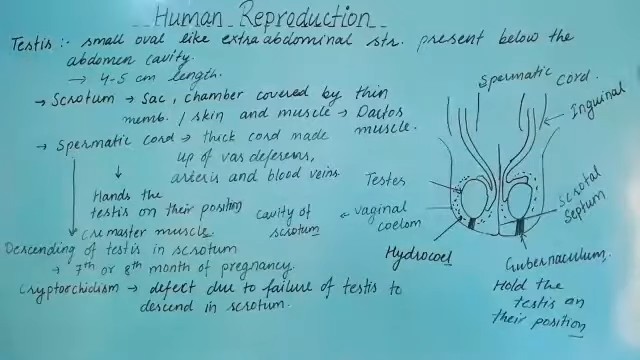 Human Reproduction
Testis :- small oval like extraabdominal str. present below the
abdomen cavity.
→ 4-5 cm length.
→ Scrotum → Sac, chamber covered by thin
memb. / skin and muscle → Dartos
muscle.
→ Spermatic cord → thick cord made
up of vas deferens,
arteris and blood veins
Hands the
testis on their position
cremaster muscle.
Descending of testis in scrotum
→ 7th or 8th month of pregnancy.
Cryptorchidism → defect due to failure of testis to
descend in scrotum.
Spermatic cord.
Inguinal
Testes
Cavity of
scrotum
← vaginal
coelom
Scrotal
Septum
Hydrocoel
Gubernaculum.
Hold the
testis on
their position